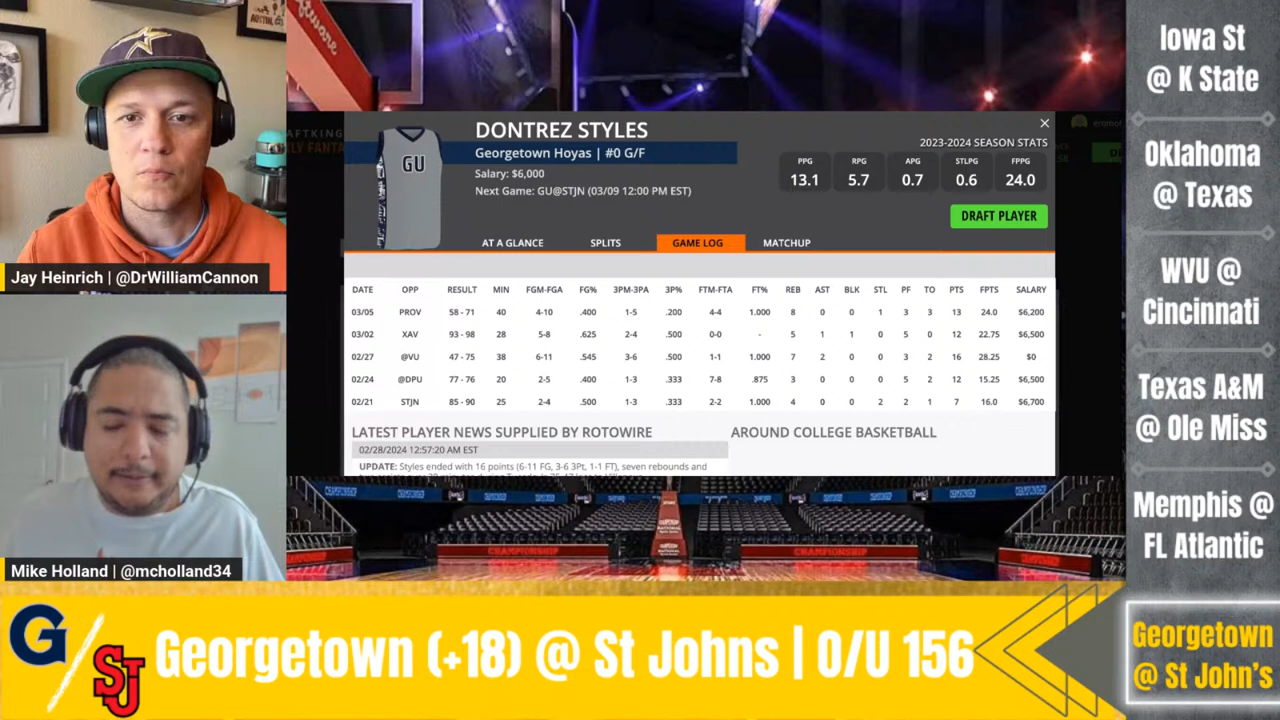 Jay Heinrich | @DrWilliamCannon
Mike Holland | @mcholland34
DONTREZ STYLES
Georgetown Hoyas | #0 G/F
Salary: $6,000
Next Game: GU@STJN (03/09 12:00 PM EST)
GU
2023-2024 SEASON STATS
PPG RPG APG STLPG FPPG
13.1 5.7 0.7 0.6 24.0
DRAFT PLAYER
AT A GLANCE SPLITS GAME LOG MATCHUP
DATE OPP RESULT MIN FGM-FGA FG% 3PM-3PA 3P% FTM-FTA FT% REB AST BLK STL PF TO PTS FPTS SALARY
03/05 PROV 58 - 71 40 4-10 .400 1-5 .200 4-4 1.000 8 0 0 1 3 3 13 24.0 $6,200
03/02 XAV 93 - 98 28 5-8 .625 2-4 .500 0-0 - 5 1 1 0 5 0 12 22.75 $6,500
02/27 @VU 47 - 75 38 6-11 .545 3-6 .500 1-1 1.000 7 2 0 0 3 2 16 28.25 $0
02/24 @DPU 77 - 76 20 2-5 .400 1-3 .333 7-8 .875 3 0 0 0 5 2 12 15.25 $6,500
02/21 STJN 85 - 90 25 2-4 .500 1-3 .333 2-2 1.000 4 0 0 2 2 1 7 16.0 $6,700
LATEST PLAYER NEWS SUPPLIED BY ROTOWIRE
AROUND COLLEGE BASKETBALL
02/28/2024 12:57:20 AM EST
UPDATE: Styles ended with 16 points (6-11 FG, 3-6 3Pt, 1-1 FT), seven rebounds and
CHAMPIONSHIP
CHAMPIONSHIP
Iowa St
@ K State
Oklahoma
@ Texas
WVU @
Cincinnati
Texas A&M
@ Ole Miss
Memphis @
FL Atlantic
Georgetown
@ St John's
G
SJ
Georgetown (+18) @ St Johns | O/U 156